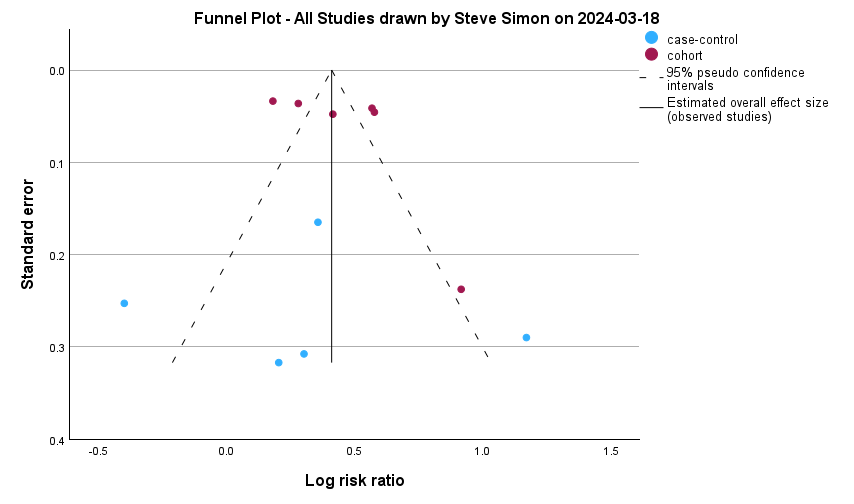 Funnel Plot - All Studies drawn by Steve Simon on 2024-03-18
case-control
cohort
95% pseudo confidence
intervals
Estimated overall effect size
(observed studies)
Standard error
0.0
0.1
0.2
0.3
0.4
-0.5
0.0
0.5
1.0
1.5
Log risk ratio